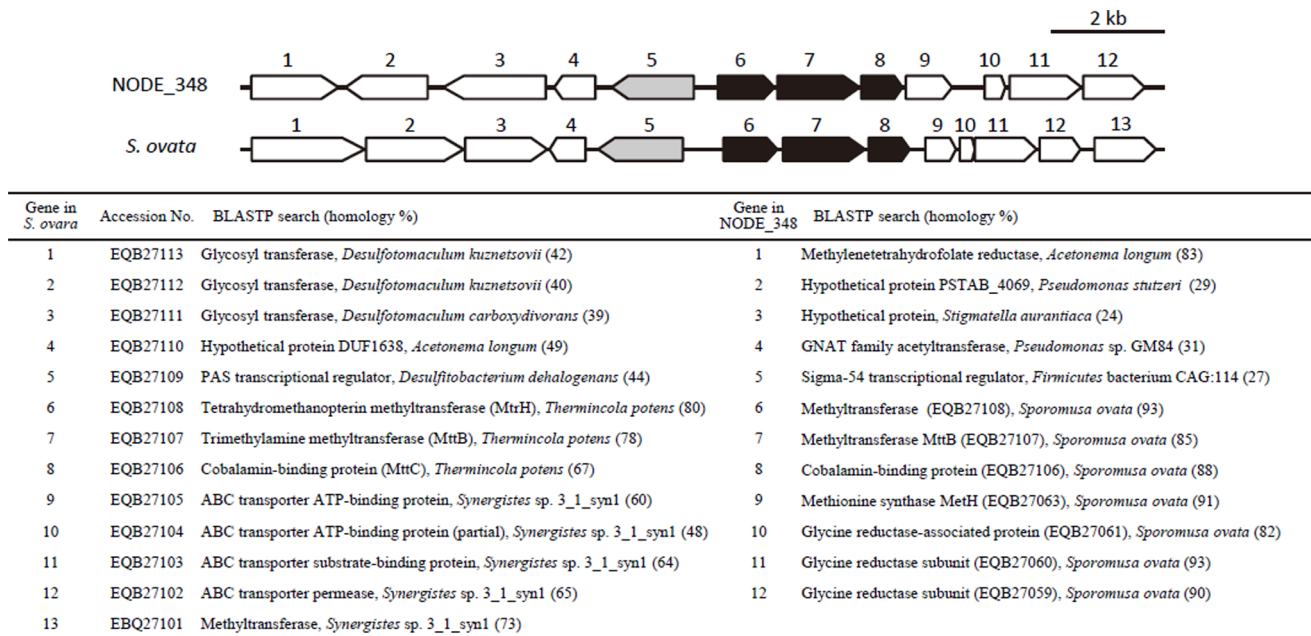 2 kb
1 2 3 4 5 6 7 8 9 10 11 12
NODE_348
1 2 3 4 5 6 7 8 9 10 11 12 13
S. ovata
Gene in S. ovara Accession No. BLASTP search (homology %) Gene in NODE_348 BLASTP search (homology %)
1 EQB27113 Glycosyl transferase, Desulfotomaculum kuznetsovii (42) 1 Methylenetetrahydrofolate reductase, Acetonema longum (83)
2 EQB27112 Glycosyl transferase, Desulfotomaculum kuznetsovii (40) 2 Hypothetical protein PSTAB_4069, Pseudomonas stutzeri (29)
3 EQB27111 Glycosyl transferase, Desulfotomaculum carboxydivorans (39) 3 Hypothetical protein, Stigmatella aurantiaca (24)
4 EQB27110 Hypothetical protein DUF1638, Acetonema longum (49) 4 GNAT family acetyltransferase, Pseudomonas sp. GM84 (31)
5 EQB27109 PAS transcriptional regulator, Desulfitobacterium dehalogenans (44) 5 Sigma-54 transcriptional regulator, Firmicutes bacterium CAG:114 (27)
6 EQB27108 Tetrahydromethanopterin methyltransferase (MtrH), Thermincola potens (80) 6 Methyltransferase (EQB27108), Sporomusa ovata (93)
7 EQB27107 Trimethylamine methyltransferase (MttB), Thermincola potens (78) 7 Methyltransferase MttB (EQB27107), Sporomusa ovata (85)
8 EQB27106 Cobalamin-binding protein (MttC), Thermincola potens (67) 8 Cobalamin-binding protein (EQB27106), Sporomusa ovata (88)
9 EQB27105 ABC transporter ATP-binding protein, Synergistes sp. 3_1_syn1 (60) 9 Methionine synthase MetH (EQB27063), Sporomusa ovata (91)
10 EQB27104 ABC transporter ATP-binding protein (partial), Synergistes sp. 3_1_syn1 (48) 10 Glycine reductase-associated protein (EQB27061), Sporomusa ovata (82)
11 EQB27103 ABC transporter substrate-binding protein, Synergistes sp. 3_1_syn1 (64) 11 Glycine reductase subunit (EQB27060), Sporomusa ovata (93)
12 EQB27102 ABC transporter permease, Synergistes sp. 3_1_syn1 (65) 12 Glycine reductase subunit (EQB27059), Sporomusa ovata (90)
13 EBQ27101 Methyltransferase, Synergistes sp. 3_1_syn1 (73)